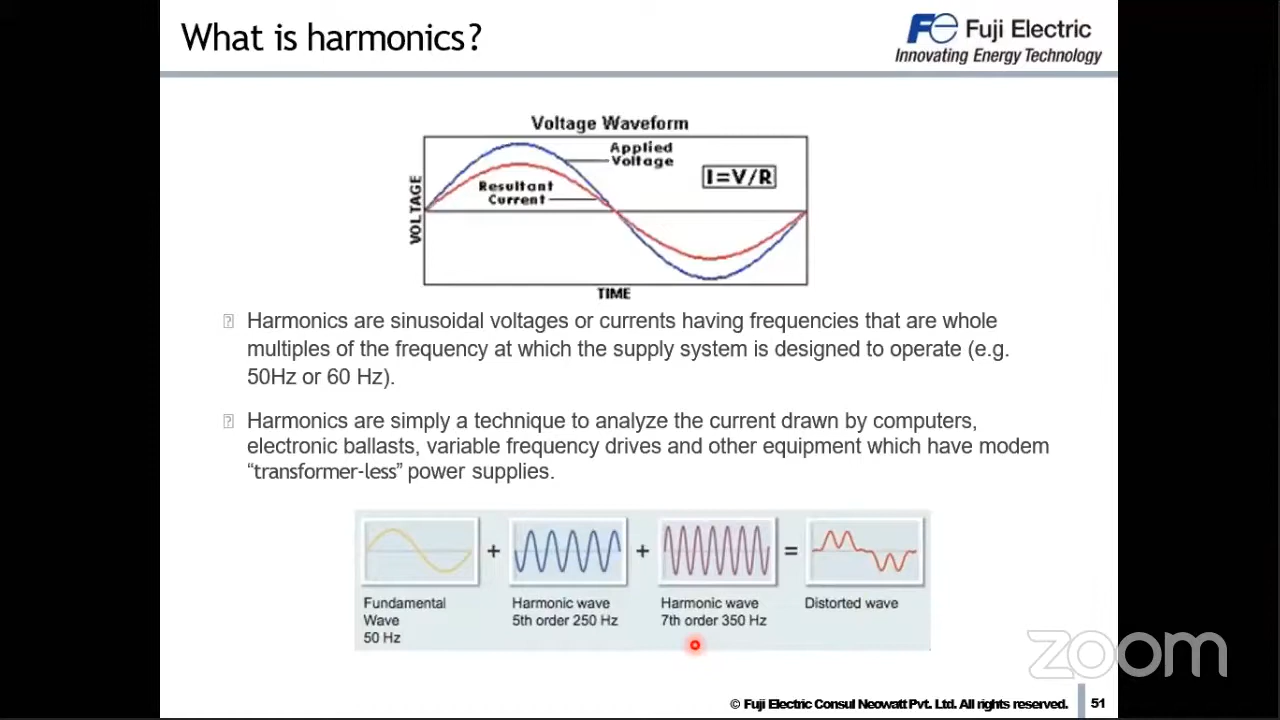 What is harmonics?
Fe Fuji Electric
Innovating Energy Technology
Voltage Waveform
Applied
Voltage
I=V/R
Resultant
Current
VOLTAGE
TIME
Harmonics are sinusoidal voltages or currents having frequencies that are whole
multiples of the frequency at which the supply system is designed to operate (e.g.
50Hz or 60 Hz).
Harmonics are simply a technique to analyze the current drawn by computers,
electronic ballasts, variable frequency drives and other equipment which have modem
“transformer-less” power supplies.
+ + =
Fundamental
Wave
50 Hz
Harmonic wave
5th order 250 Hz
Harmonic wave
7th order 350 Hz
Distorted wave
zoom
© Fuji Electric Consul Neowatt Pvt. Ltd. All rights reserved.
51